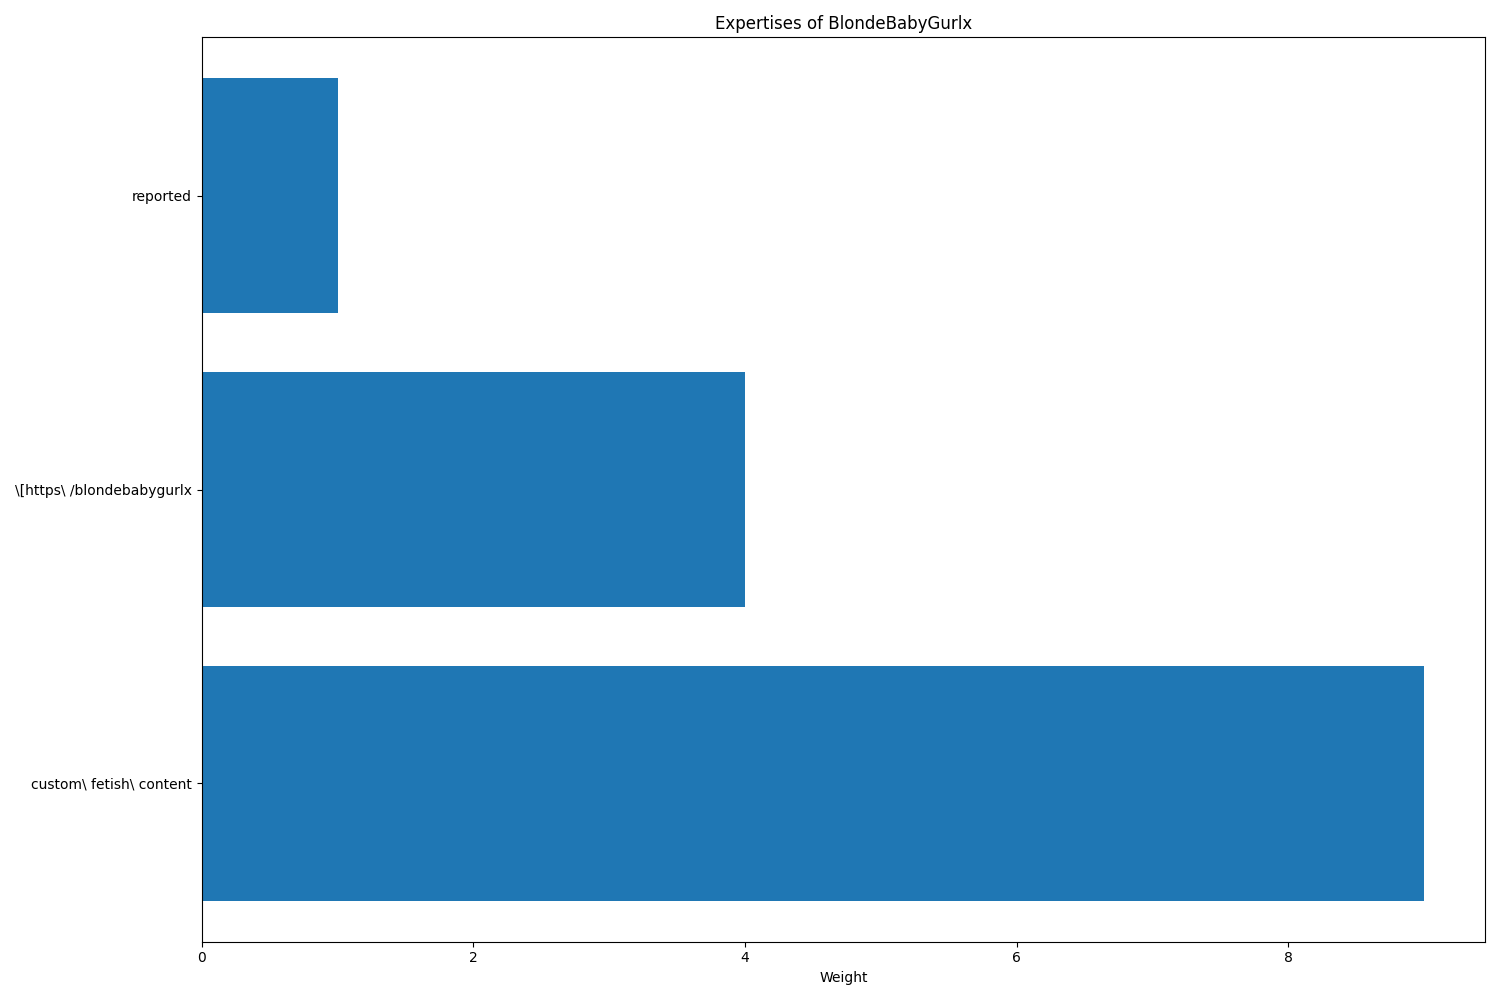 Expertises of BlondeBabyGurlx
reported
\[https\ /blondebabygurlx
custom\ fetish\ content
0 2 4 6 8
Weight